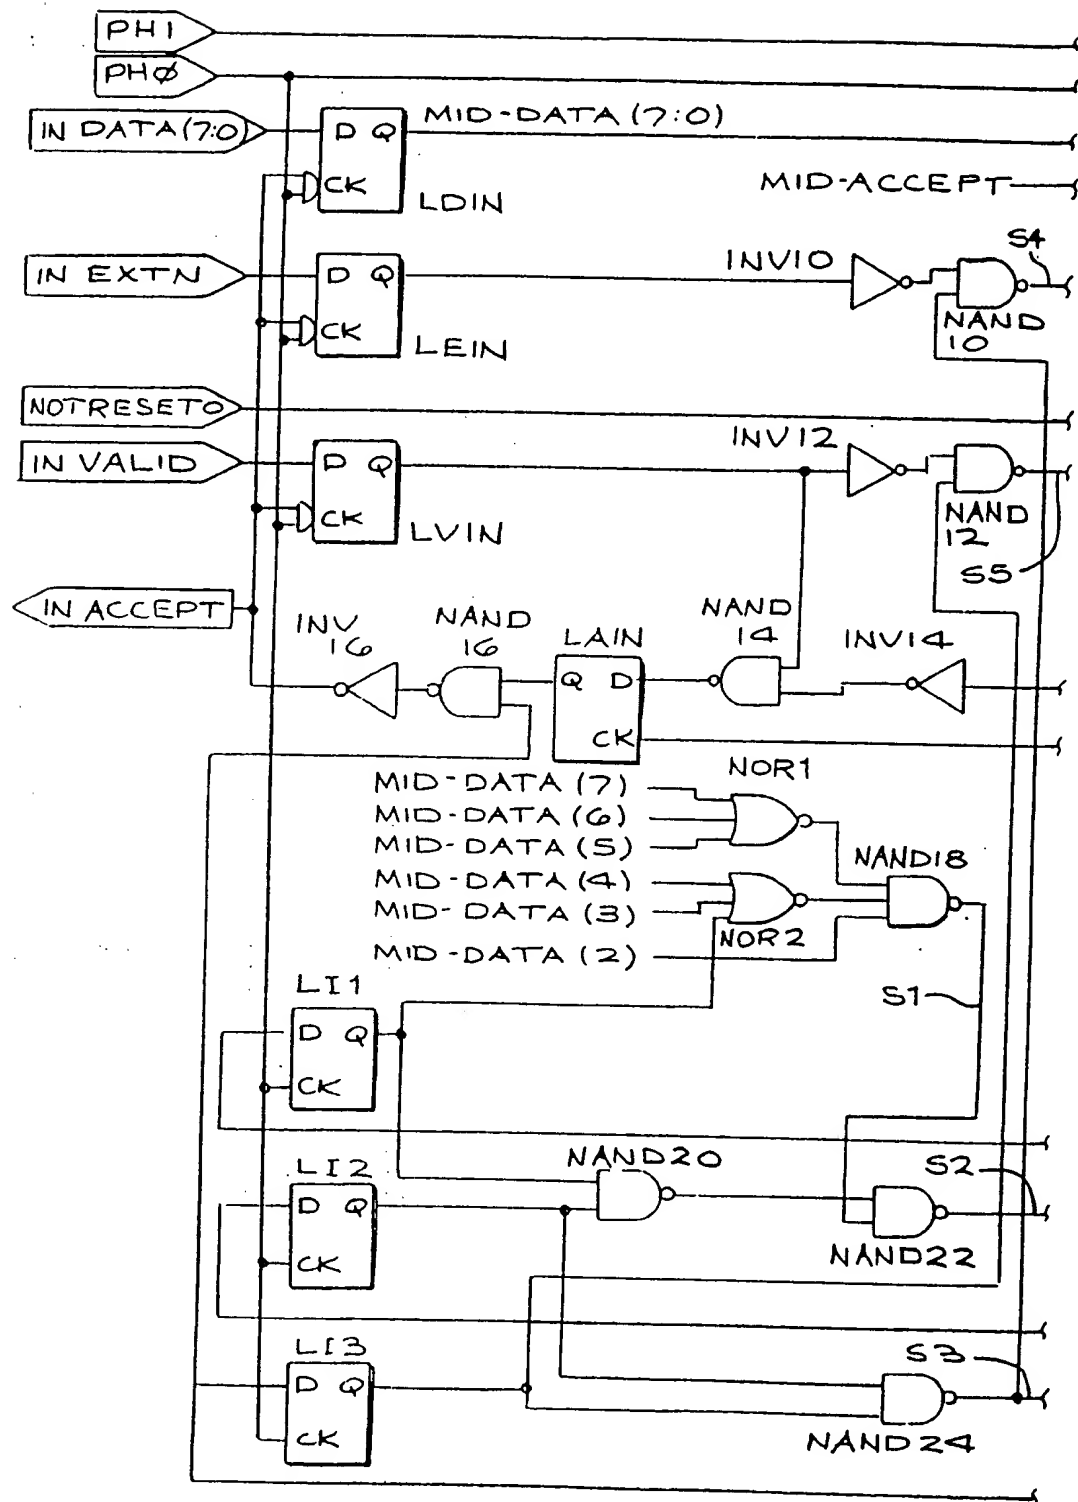 PH1
PHØ
IN DATA(7:0)
D Q
CK
MID-DATA (7:0)
LDIN
MID-ACCEPT
IN EXTN
D Q
CK
LEIN
INV10
S4
NAND
10
NOTRESET0
IN VALID
D Q
CK
LVIN
INV12
NAND
12
S5
IN ACCEPT
INV
16
NAND
16
LAIN
Q D
CK
NAND
14
INV14
MID-DATA (7)
MID-DATA (6)
MID-DATA (5)
MID-DATA (4)
MID-DATA (3)
MID-DATA (2)
NOR1
NOR2
NAND18
S1
LI1
D Q
CK
LI2
D Q
CK
NAND20
S2
NAND22
LI3
D Q
CK
S3
NAND24